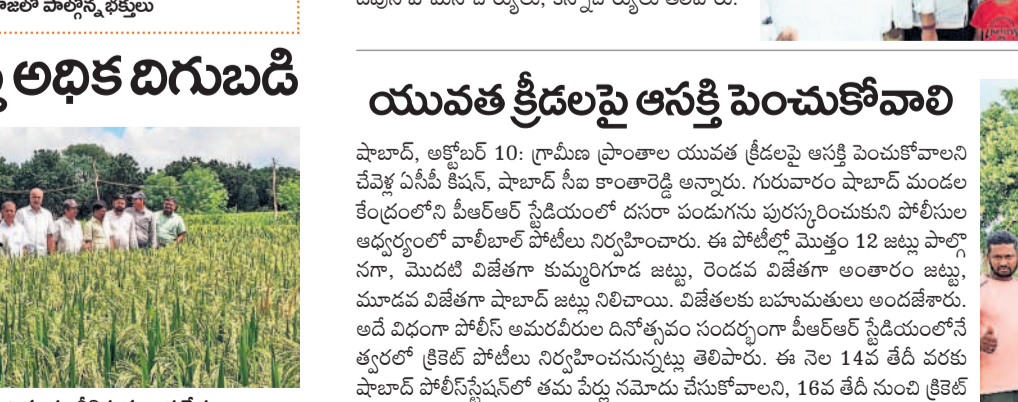 పాల్గొన్న భక్తులు
అధిక దిగుబడి
యువత క్రీడలపై ఆసక్తి పెంచుకోవాలి
షాబాద్, అక్టోబర్ 10: గ్రామీణ ప్రాంతాల యువత క్రీడలపై ఆసక్తి పెంచుకోవాలని
చేవెళ్ల ఏసీపీ కిషన్, షాబాద్ సీఐ కాంతారెడ్డి అన్నారు. గురువారం షాబాద్ మండల
కేంద్రంలోని పీఆర్ఆర్ స్టేడియంలో దసరా పండుగను పురస్కరించుకుని పోలీసుల
ఆధ్వర్యంలో వాలీబాల్ పోటీలు నిర్వహించారు. ఈ పోటీల్లో మొత్తం 12 జట్లు పాల్గొ
నగా, మొదటి విజేతగా కుమ్మరిగూడ జట్టు, రెండవ విజేతగా అంతారం జట్టు,
మూడవ విజేతగా షాబాద్ జట్లు నిలిచాయి. విజేతలకు బహుమతులు అందజేశారు.
అదే విధంగా పోలీస్ అమరవీరుల దినోత్సవం సందర్భంగా పీఆర్ఆర్ స్టేడియంలోనే
త్వరలో క్రికెట్ పోటీలు నిర్వహించనున్నట్లు తెలిపారు. ఈ నెల 14వ తేదీ వరకు
షాబాద్ పోలీస్‌స్టేషన్‌లో తమ పేర్లు నమోదు చేసుకోవాలని, 16వ తేదీ నుంచి క్రికెట్